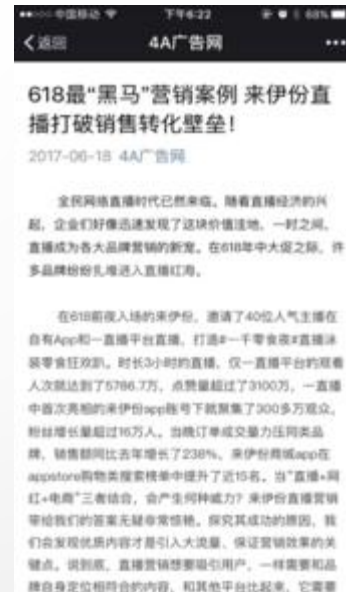 中国移动 下午6:22 68%
返回 4A广告网
618最“黑马”营销案例 来伊份直
播打破销售转化壁垒！
2017-06-18 4A广告网
全民网络直播时代已然来临。随着直播经济的兴
起，企业们好像迅速发现了这块价值洼地，一时之间，
直播成为各大品牌营销的新宠。在618年中大促之际，许
多品牌纷纷扎堆进入直播红海。
在618前夜入场的来伊份，邀请了40位人气主播在
自有App和一直播平台直播，打造#一千零食夜#直播泳
装零食狂欢趴。时长3小时的直播，仅一直播平台的观看
人次就达到了5786.7万，点赞量超过了3100万，一直播
中首次亮相的来伊份app账号下就聚集了300多万观众，
粉丝增长量超过16万人。当晚订单成交量力压同类品
牌，销售额同比去年增长了238%，来伊份商城app在
appstore购物类搜索榜单中提升了近15名。当“直播+网
红+电商”三者结合，会产生何种威力？来伊份直播营销
带给我们的答案无疑非常惊艳。探究其成功的原因，我
们会发现优质内容才是引入大流量、保证营销效果的关
键点。说到底，直播营销想要吸引用户，一样需要和品
牌自身定位相符合的内容，和其他平台比起来，它需要